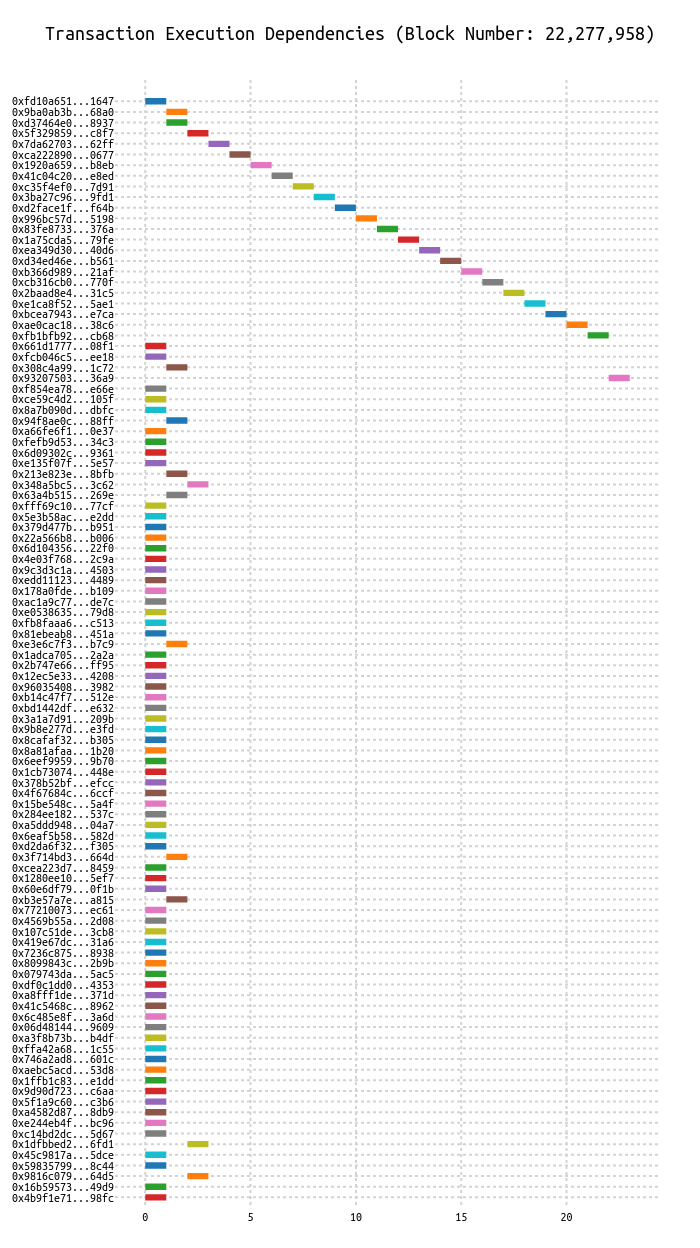 Transaction Execution Dependencies (Block Number: 22,277,958)
0xfd10a651...1647
0x9ba0ab3b...68a0
0xd37464e0...8937
0x5f329859...c8f7
0x7da62703...62ff
0xca222890...0677
0x1920a659...b8eb
0x41c04c20...e8ed
0xc35f4ef0...7d91
0x3ba27c96...9fd1
0xd2face1f...f64b
0x996bc57d...5198
0x83fe8733...376a
0x1a75cda5...79fe
0xea349d30...40d6
0xd34ed46e...b561
0xb366d989...21af
0xcb316cb0...770f
0x2baad8e4...31c5
0xe1ca8f52...5ae1
0xbcea7943...e7ca
0xae0cac18...38c6
0xfb1bfb92...cb68
0x661d1777...08f1
0xfcb046c5...ee18
0x308c4a99...1c72
0x93207503...36a9
0xf854ea78...e66e
0xce59c4d2...105f
0x8a7b090d...dbfc
0x94f8ae0c...88ff
0xa66fe6f1...0e37
0xfefb9d53...34c3
0x6d09302c...9361
0xe135f07f...5e57
0x213e823e...8bfb
0x348a5bc5...3c62
0x63a4b515...269e
0xfff69c10...77cf
0x5e3b58ac...e2dd
0x379d477b...b951
0x22a566b8...b006
0x6d104356...22f0
0x4e03f768...2c9a
0x9c3d3c1a...4503
0xedd11123...4489
0x178a0fde...b109
0xac1a9c77...de7c
0xe0538635...79d8
0xfb8faaa6...c513
0x81ebeab8...451a
0xe3e6c7f3...b7c9
0x1adca705...2a2a
0x2b747e66...ff95
0x12ec5e33...4208
0x96035408...3982
0xb14c47f7...512e
0xbd1442df...e632
0x3a1a7d91...209b
0x9b8e277d...e3fd
0x8cafaf32...b305
0x8a81afaa...1b20
0x6eef9959...9b70
0x1cb73074...448e
0x378b52bf...efcc
0x4f67684c...6ccf
0x15be548c...5a4f
0x284ee182...537c
0xa5ddd948...04a7
0x6eaf5b58...582d
0xd2da6f32...f305
0x3f714bd3...664d
0xcea223d7...8459
0x1280ee10...5ef7
0x60e6df79...0f1b
0xb3e57a7e...a815
0x77210073...ec61
0x4569b55a...2d08
0x107c51de...3cb8
0x419e67dc...31a6
0x7236c875...8938
0x8099843c...2b9b
0x079743da...5ac5
0xdf0c1dd0...4353
0xa8fff1de...371d
0x41c5468c...8962
0x6c485e8f...3a6d
0x06d48144...9609
0xa3f8b73b...b4df
0xffa42a68...1c55
0x746a2ad8...601c
0xaebc5acd...53d8
0x1ffb1c83...e1dd
0x9d90d723...c6aa
0x5f1a9c60...c3b6
0xa4582d87...8db9
0xe244eb4f...bc96
0xc14bd2dc...5d67
0x1dfbbed2...6fd1
0x45c9817a...5dce
0x59835799...8c44
0x9816c079...64d5
0x16b59573...49d9
0x4b9f1e71...98fc
0 5 10 15 20